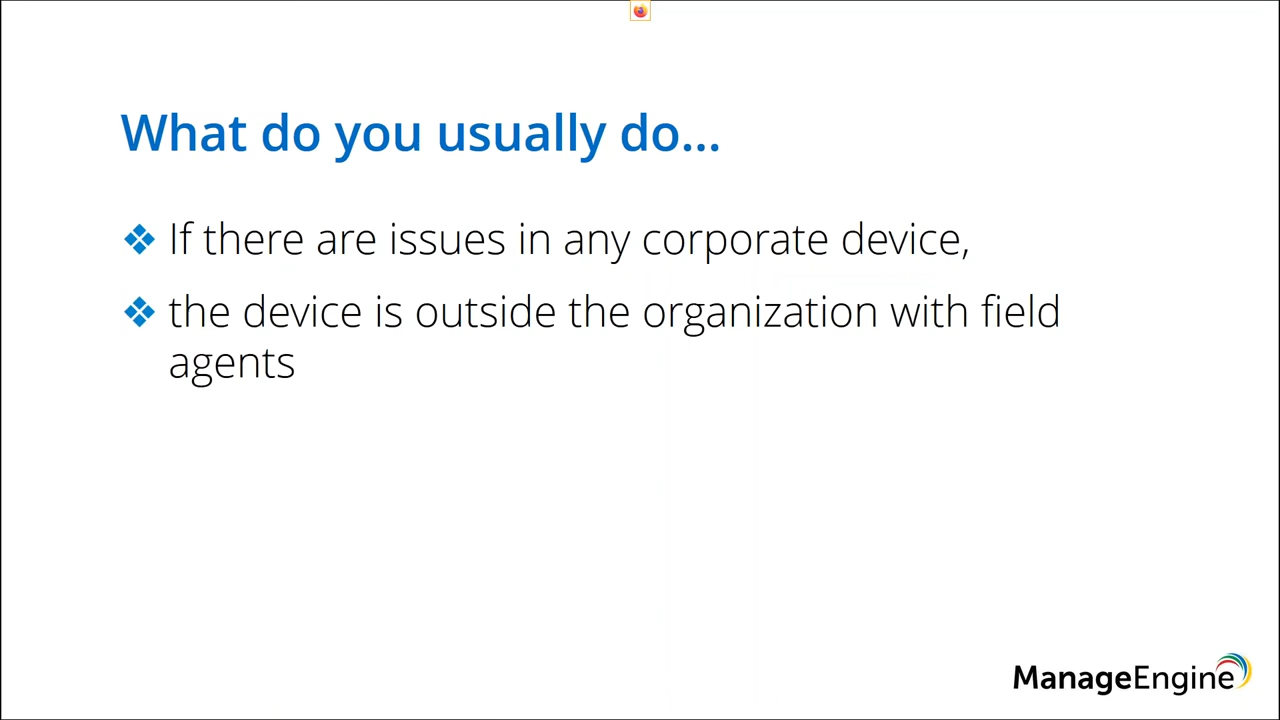 What do you usually do...
If there are issues in any corporate device,
the device is outside the organization with field
agents
ManageEngine